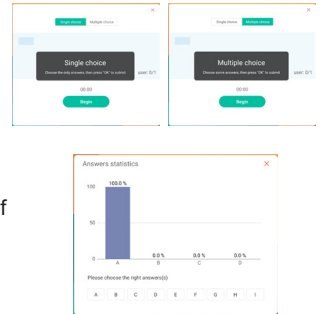 Single choice Multiple choice
Single choice
Choose the only answer, then press "OK" to submit
user: 0/1
00:00
Begin
Single choice Multiple choice
Multiple choice
Choose some answers, then press "OK" to submit
user: 0/1
00:00
Begin
f
Answers statistics
100
100.0 %
50
0
0.0 %
0.0 %
0.0 %
A B C D
Please choose the right answers(s)
A B C D E F G H I